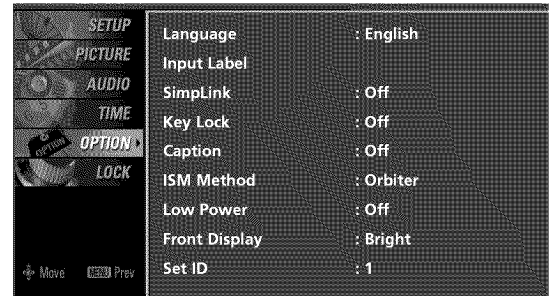 SETUP
PICTURE
AUDIO
TIME
OPTION
OPTION
LOCK
Move MENU Prev
Language : English
Input Label
SimpLink : Off
Key Lock : Off
Caption : Off
ISM Method : Orbiter
Low Power : Off
Front Display : Bright
Set ID : 1